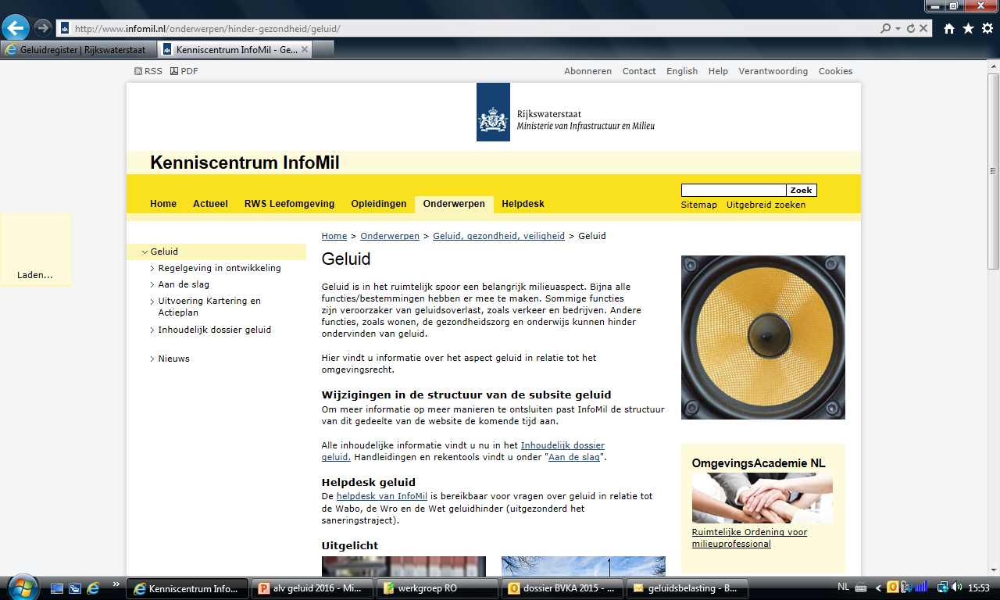 http://www.infomil.nl/onderwerpen/hinder-gezondheid/geluid/
Geluidregister | Rijkswaterstaat
Kenniscentrum InfoMil - Ge...
RSS PDF
Abonneren Contact English Help Verantwoording Cookies
Rijkswaterstaat
Ministerie van Infrastructuur en Milieu
Kenniscentrum InfoMil
Zoek
Home Actueel RWS Leefomgeving Opleidingen Onderwerpen Helpdesk
Sitemap Uitgebreid zoeken
Laden...
Geluid
Regelgeving in ontwikkeling
Aan de slag
Uitvoering Kartering en
Actieplan
Inhoudelijk dossier geluid
Nieuws
Home > Onderwerpen > Geluid, gezondheid, veiligheid > Geluid
Geluid
Geluid is in het ruimtelijk spoor een belangrijk milieuaspect. Bijna alle
functies/bestemmingen hebben er mee te maken. Sommige functies
zijn veroorzaker van geluidsoverlast, zoals verkeer en bedrijven. Andere
functies, zoals wonen, de gezondheidszorg en onderwijs kunnen hinder
ondervinden van geluid.
Hier vindt u informatie over het aspect geluid in relatie tot het
omgevingsrecht.
Wijzigingen in de structuur van de subsite geluid
Om meer informatie op meer manieren te ontsluiten past InfoMil de structuur
van dit gedeelte van de website de komende tijd aan.
Alle inhoudelijke informatie vindt u nu in het Inhoudelijk dossier
geluid. Handleidingen en rekentools vindt u onder "Aan de slag".
Helpdesk geluid
De helpdesk van InfoMil is bereikbaar voor vragen over geluid in relatie tot
de Wabo, de Wro en de Wet geluidhinder (uitgezonderd het
saneringstraject).
Uitgelicht
OmgevingsAcademie NL
Ruimtelijke Ordening voor
milieuprofessional
Kenniscentrum Info... alv geluid 2016 - Mi... werkgroep RO dossier BVKA 2015 - ... geluidsbelasting - B... NL 15:53